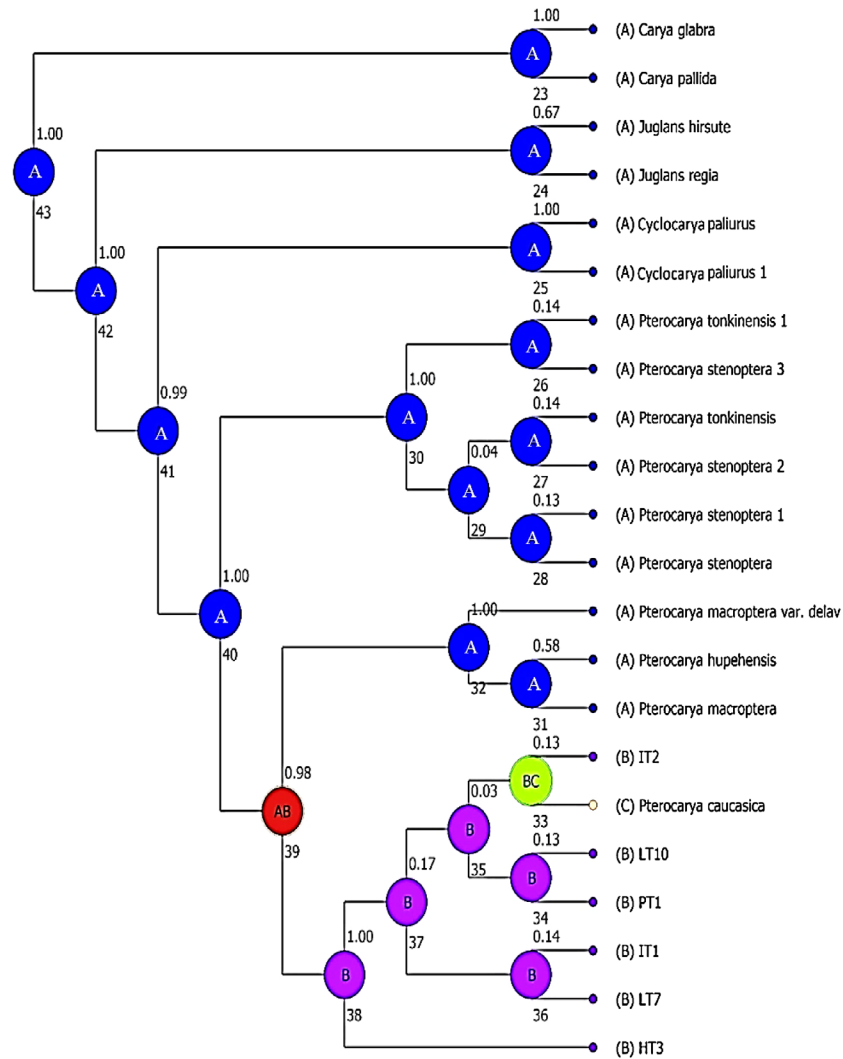 1.00
(A) Carya glabra
A
(A) Carya pallida
23
0.67
(A) Juglans hirsute
1.00
A
A
(A) Juglans regia
24
43
1.00
(A) Cyclocarya paliurus
1.00
A
A
(A) Cyclocarya paliurus 1
25
42
0.14
(A) Pterocarya tonkinensis 1
A
(A) Pterocarya stenoptera 3
26
1.00
0.99
0.14
A
(A) Pterocarya tonkinensis
A
A
0.04
30
(A) Pterocarya stenoptera 2
41
27
A
0.13
(A) Pterocarya stenoptera 1
29
A
(A) Pterocarya stenoptera
28
1.00
A
1.00
(A) Pterocarya macroptera var. delav
40
0.58
A
(A) Pterocarya hupehensis
32
A
(A) Pterocarya macroptera
31
0.13
(B) IT2
0.98
BC
0.03
AB
(C) Pterocarya caucasica
33
B
0.13
39
(B) LT10
0.17
35
B
B
(B) PT1
34
1.00
37
0.14
(B) IT1
B
B
(B) LT7
38
36
(B) HT3